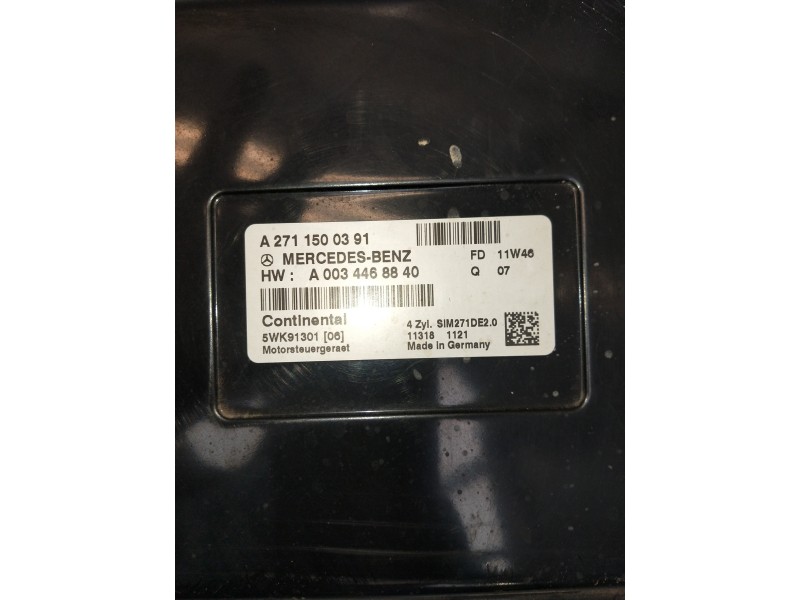 A 271 150 03 91
MERCEDES-BENZ
FD 11W46
HW : A 003 446 88 40
Q 07
Continental
5WK91301 [06]
Motorsteuergeraet
4 Zyl. SIM271DE2.0
11318 1121
Made in Germany